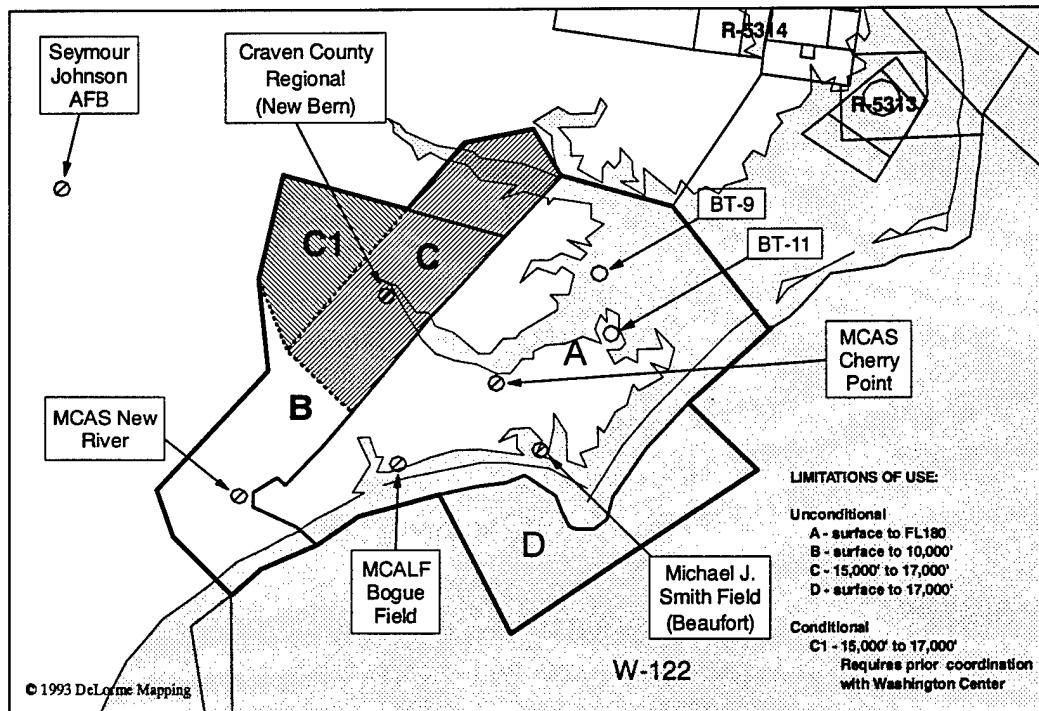 Seymour
Johnson
AFB
Craven County
Regional
(New Bern)
R-5314
R-5313
BT-9
BT-11
C1
C
A
B
MCAS
Cherry
Point
MCAS New
River
D
MCALF
Bogue
Field
Michael J.
Smith Field
(Beaufort)
W-122
LIMITATIONS OF USE:
Unconditional
A - surface to FL180
B - surface to 10,000'
C - 15,000' to 17,000'
D - surface to 17,000'
Conditional
C1 - 15,000' to 17,000'
Requires prior coordination
with Washington Center
© 1993 DeLorme Mapping